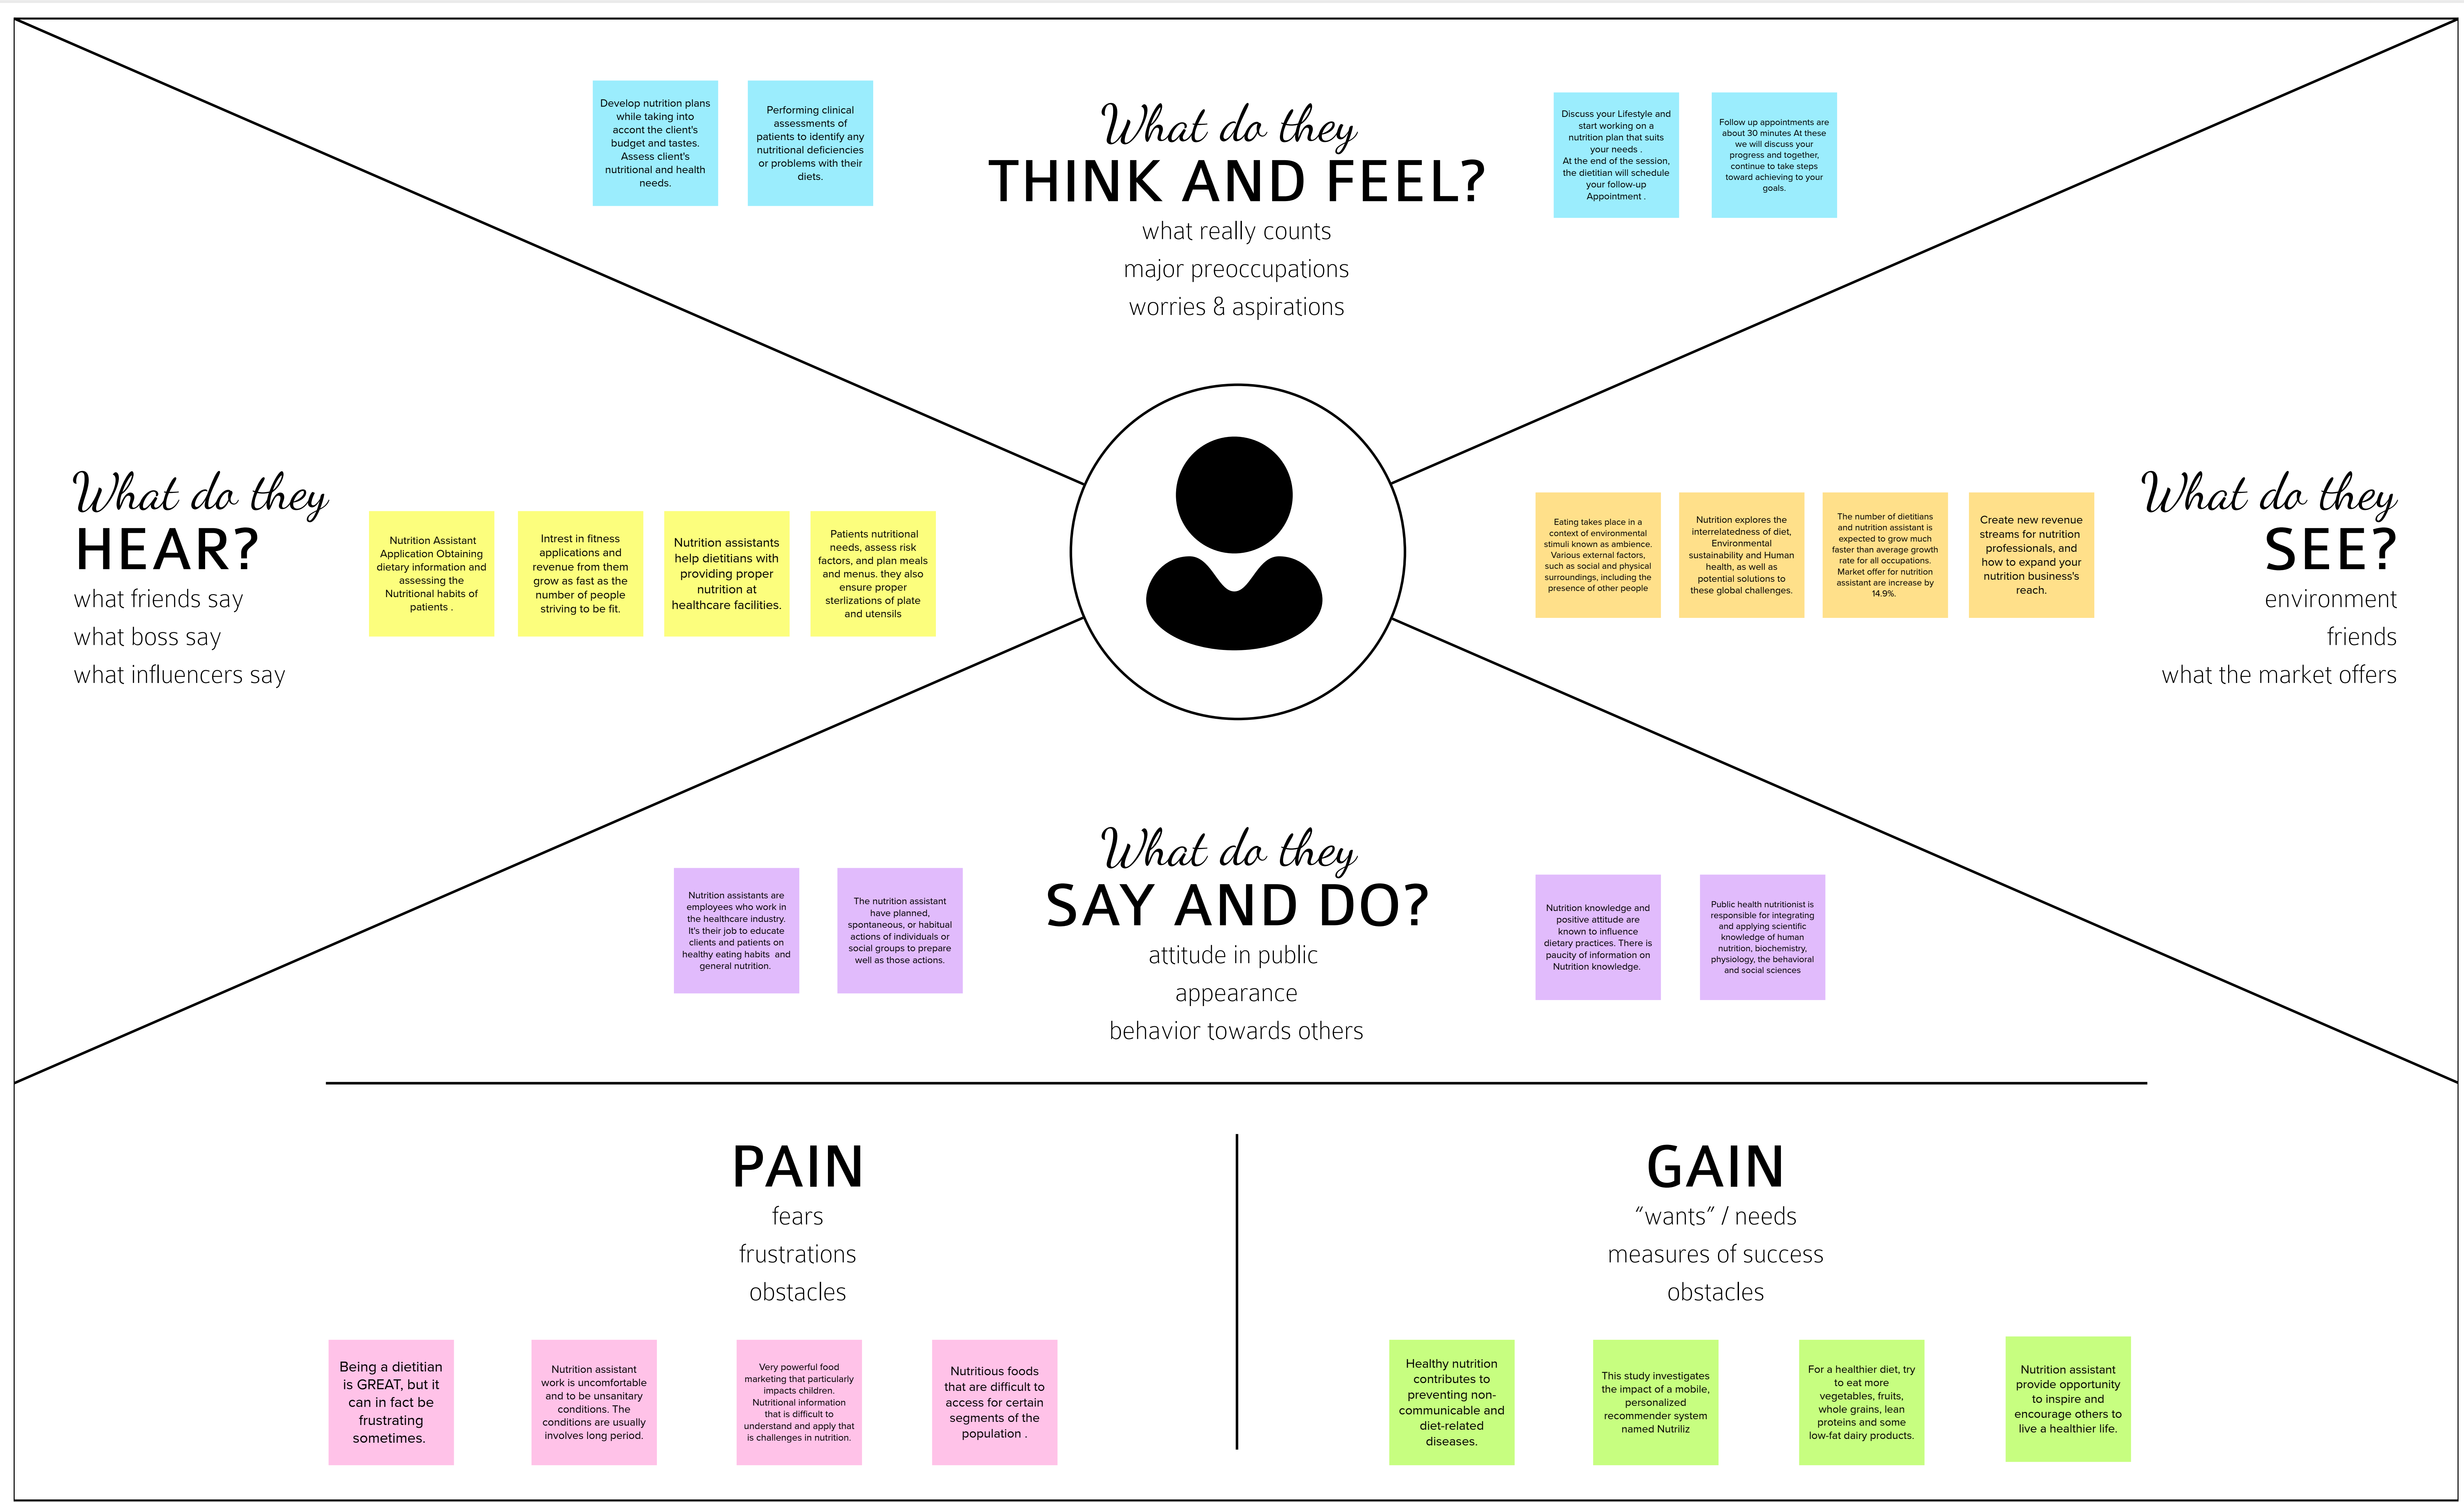 Develop nutrition plans
while taking into
accont the client's
budget and tastes.
Assess client's
nutritional and health
needs.
Performing clinical
assessments of
patients to identify any
nutritional deficiencies
or problems with their
diets.
What do they
THINK AND FEEL?
what really counts
major preoccupations
worries & aspirations
Discuss your Lifestyle and
start working on a
nutrition plan that suits
your needs .
At the end of the session,
the dietitian will schedule
your follow-up
Appointment .
Follow up appointments are
about 30 minutes At these
we will discuss your
progress and together,
continue to take steps
toward achieving to your
goals.
What do they
HEAR?
what friends say
what boss say
what influencers say
Nutrition Assistant
Application Obtaining
dietary information and
assessing the
Nutritional habits of
patients .
Intrest in fitness
applications and
revenue from them
grow as fast as the
number of people
striving to be fit.
Nutrition assistants
help dietitians with
providing proper
nutrition at
healthcare facilities.
Patients nutritional
needs, assess risk
factors, and plan meals
and menus. they also
ensure proper
sterlizations of plate
and utensils
Eating takes place in a
context of environmental
stimuli known as ambience.
Various external factors,
such as social and physical
surroundings, including the
presence of other people
Nutrition explores the
interrelatedness of diet,
Environmental
sustainability and Human
health, as well as
potential solutions to
these global challenges.
The number of dietitians
and nutrition assistant is
expected to grow much
faster than average growth
rate for all occupations.
Market offer for nutrition
assistant are increase by
14.9%.
Create new revenue
streams for nutrition
professionals, and
how to expand your
nutrition business's
reach.
What do they
SEE?
environment
friends
what the market offers
Nutrition assistants are
employees who work in
the healthcare industry.
It's their job to educate
clients and patients on
healthy eating habits and
general nutrition.
The nutrition assistant
have planned,
spontaneous, or habitual
actions of individuals or
social groups to prepare
well as those actions.
What do they
SAY AND DO?
attitude in public
appearance
behavior towards others
Nutrition knowledge and
positive attitude are
known to influence
dietary practices. There is
paucity of information on
Nutrition knowledge.
Public health nutritionist is
responsible for integrating
and applying scientific
knowledge of human
nutrition, biochemistry,
physiology, the behavioral
and social sciences
PAIN
fears
frustrations
obstacles
Being a dietitian
is GREAT, but it
can in fact be
frustrating
sometimes.
Nutrition assistant
work is uncomfortable
and to be unsanitary
conditions. The
conditions are usually
involves long period.
Very powerful food
marketing that particularly
impacts children.
Nutritional information
that is difficult to
understand and apply that
is challenges in nutrition.
Nutritious foods
that are difficult to
access for certain
segments of the
population .
GAIN
“wants” / needs
measures of success
obstacles
Healthy nutrition
contributes to
preventing non-
communicable and
diet-related
diseases.
This study investigates
the impact of a mobile,
personalized
recommender system
named Nutriliz
For a healthier diet, try
to eat more
vegetables, fruits,
whole grains, lean
proteins and some
low-fat dairy products.
Nutrition assistant
provide opportunity
to inspire and
encourage others to
live a healthier life.